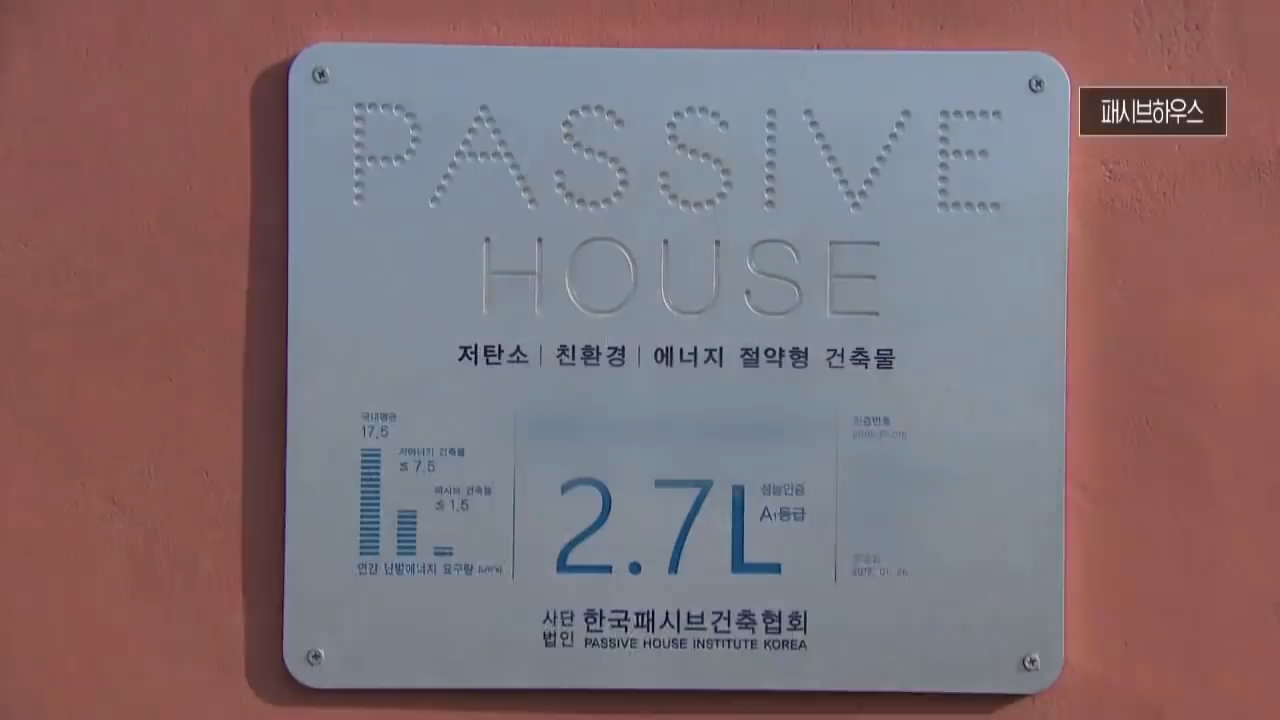 패시브하우스
PASSIVE
HOUSE
저탄소 | 친환경 | 에너지 절약형 건축물
국내평균
17.5
저에너지 건축물
≤ 7.5
패시브 건축물
≤ 1.5
연간 난방에너지 요구량
2.7L
성능인증
A1등급
인증번호
사단
법인
한국패시브건축협회
PASSIVE HOUSE INSTITUTE KOREA